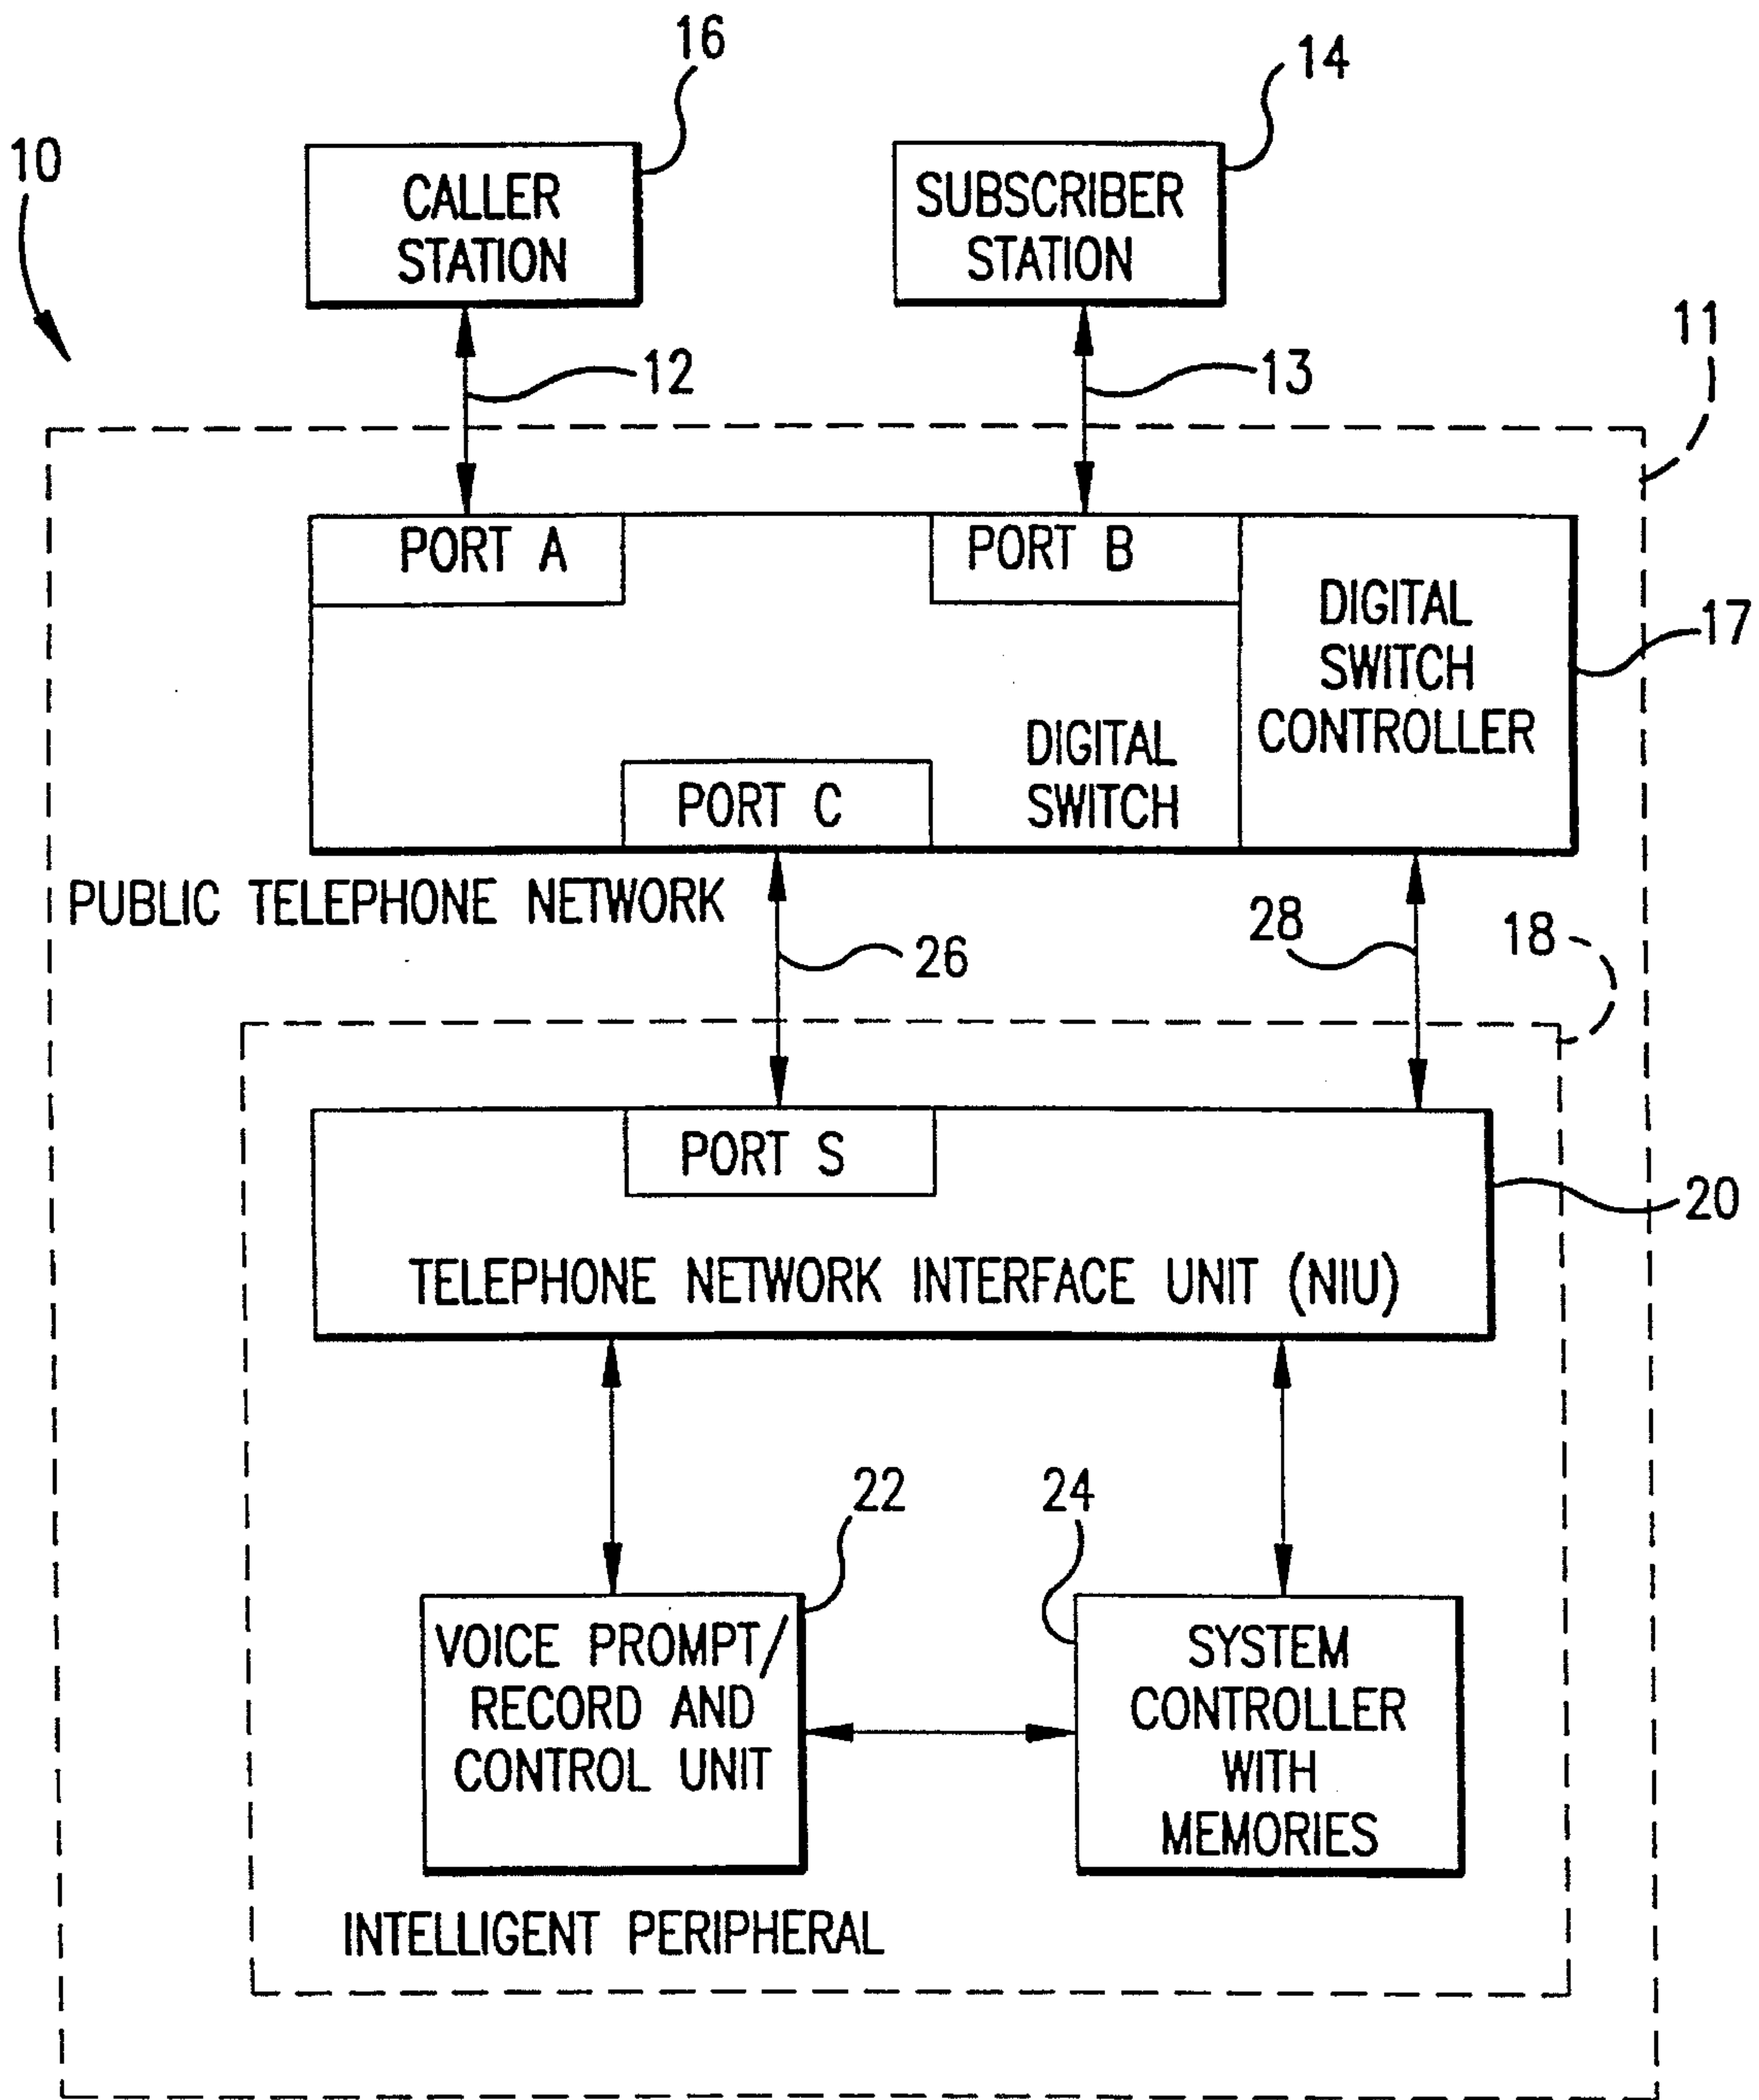 16
14
10
CALLER
STATION
SUBSCRIBER
STATION
11
12
13
PORT A
PORT B
DIGITAL
SWITCH
CONTROLLER
17
DIGITAL
SWITCH
PORT C
PUBLIC TELEPHONE NETWORK
26
28
18
PORT S
20
TELEPHONE NETWORK INTERFACE UNIT (NIU)
22
24
VOICE PROMPT/
RECORD AND
CONTROL UNIT
SYSTEM
CONTROLLER
WITH
MEMORIES
INTELLIGENT PERIPHERAL